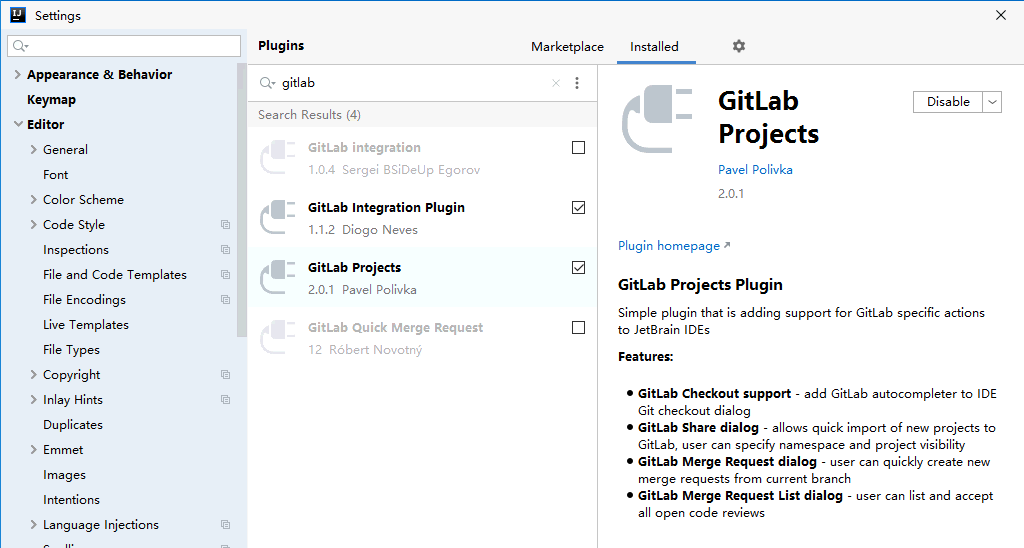 Settings
Plugins
Marketplace
Installed
Appearance & Behavior
Keymap
Editor
General
Font
Color Scheme
Code Style
Inspections
File and Code Templates
File Encodings
Live Templates
File Types
Copyright
Inlay Hints
Duplicates
Emmet
Images
Intentions
Language Injections
gitlab
Search Results (4)
GitLab integration
1.0.4 Sergei BSiDeUp Egorov
GitLab Integration Plugin
1.1.2 Diogo Neves
GitLab Projects
2.0.1 Pavel Polivka
GitLab Quick Merge Request
12 Róbert Novotný
GitLab
Projects
Disable
Pavel Polivka
2.0.1
Plugin homepage
GitLab Projects Plugin
Simple plugin that is adding support for GitLab specific actions
to JetBrain IDEs
Features:
GitLab Checkout support - add GitLab autocompleter to IDE
Git checkout dialog
GitLab Share dialog - allows quick import of new projects to
GitLab, user can specify namespace and project visibility
GitLab Merge Request dialog - user can quickly create new
merge requests from current branch
GitLab Merge Request List dialog - user can list and accept
all open code reviews